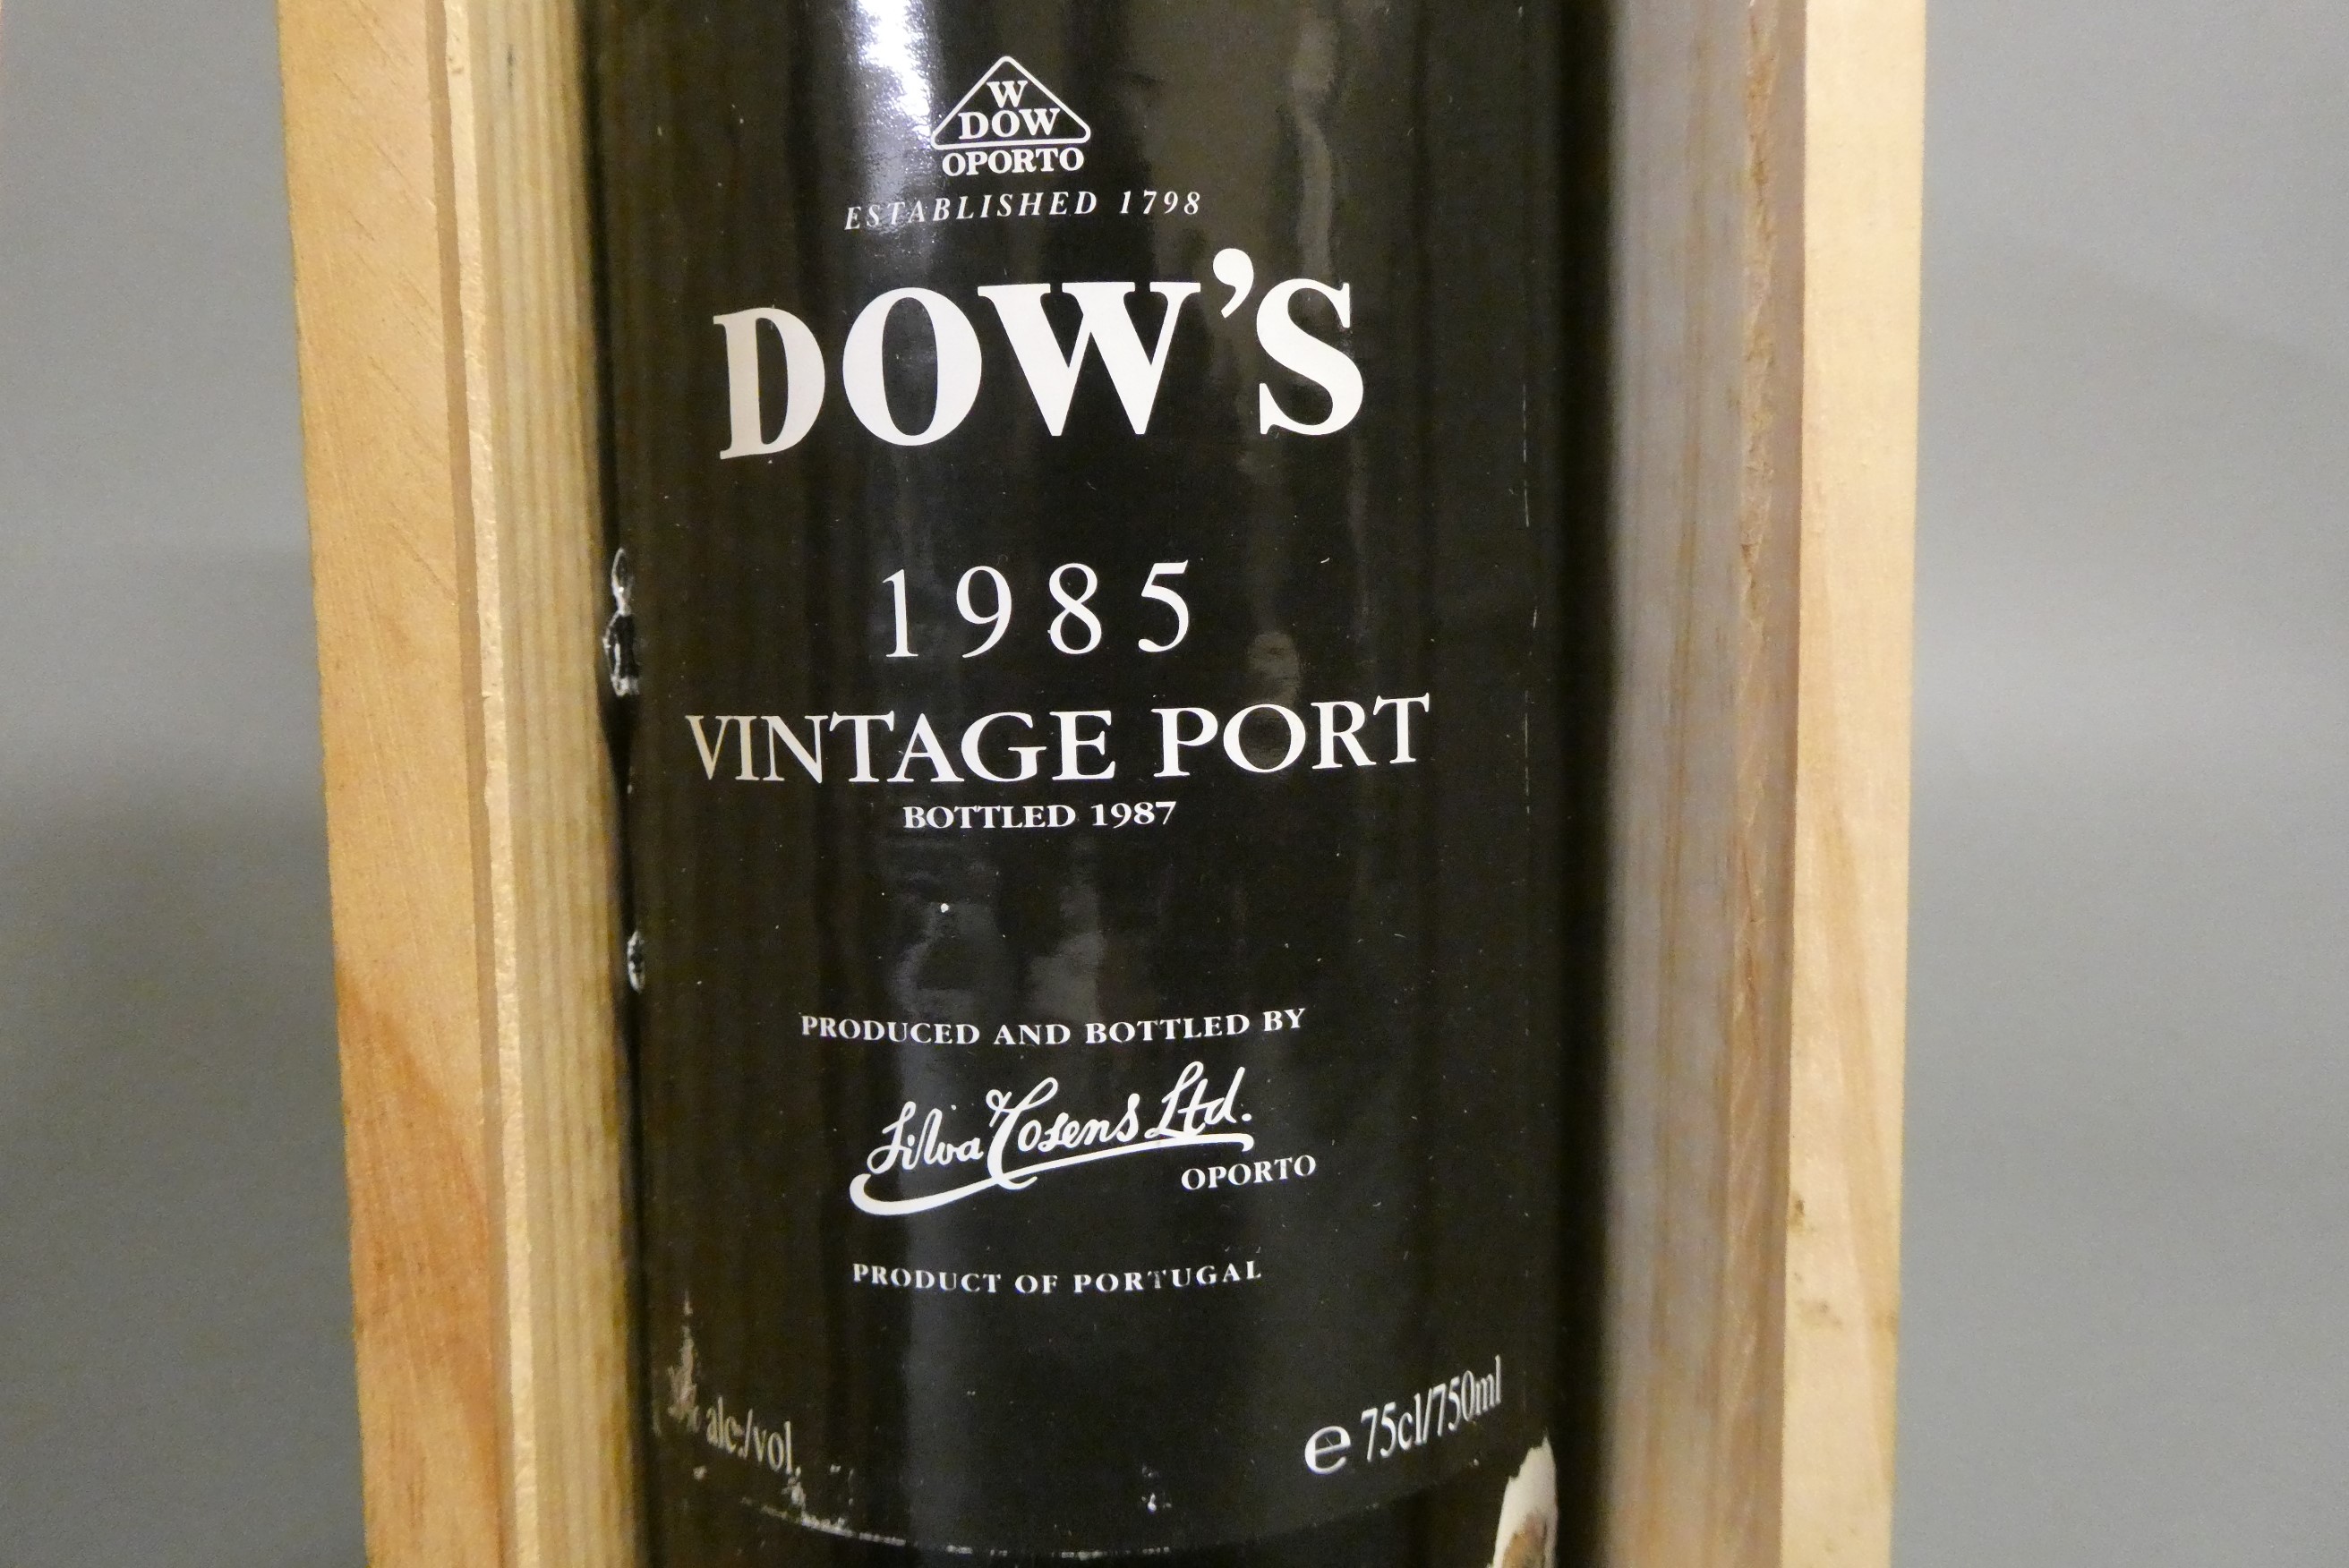 W
DOW
OPORTO
ESTABLISHED 1798
DOW'S
1985
VINTAGE PORT
BOTTLED 1987
PRODUCED AND BOTTLED BY
Silva & Cosens Ltd.
OPORTO
PRODUCT OF PORTUGAL
% alc./vol.
e 75cl/750ml